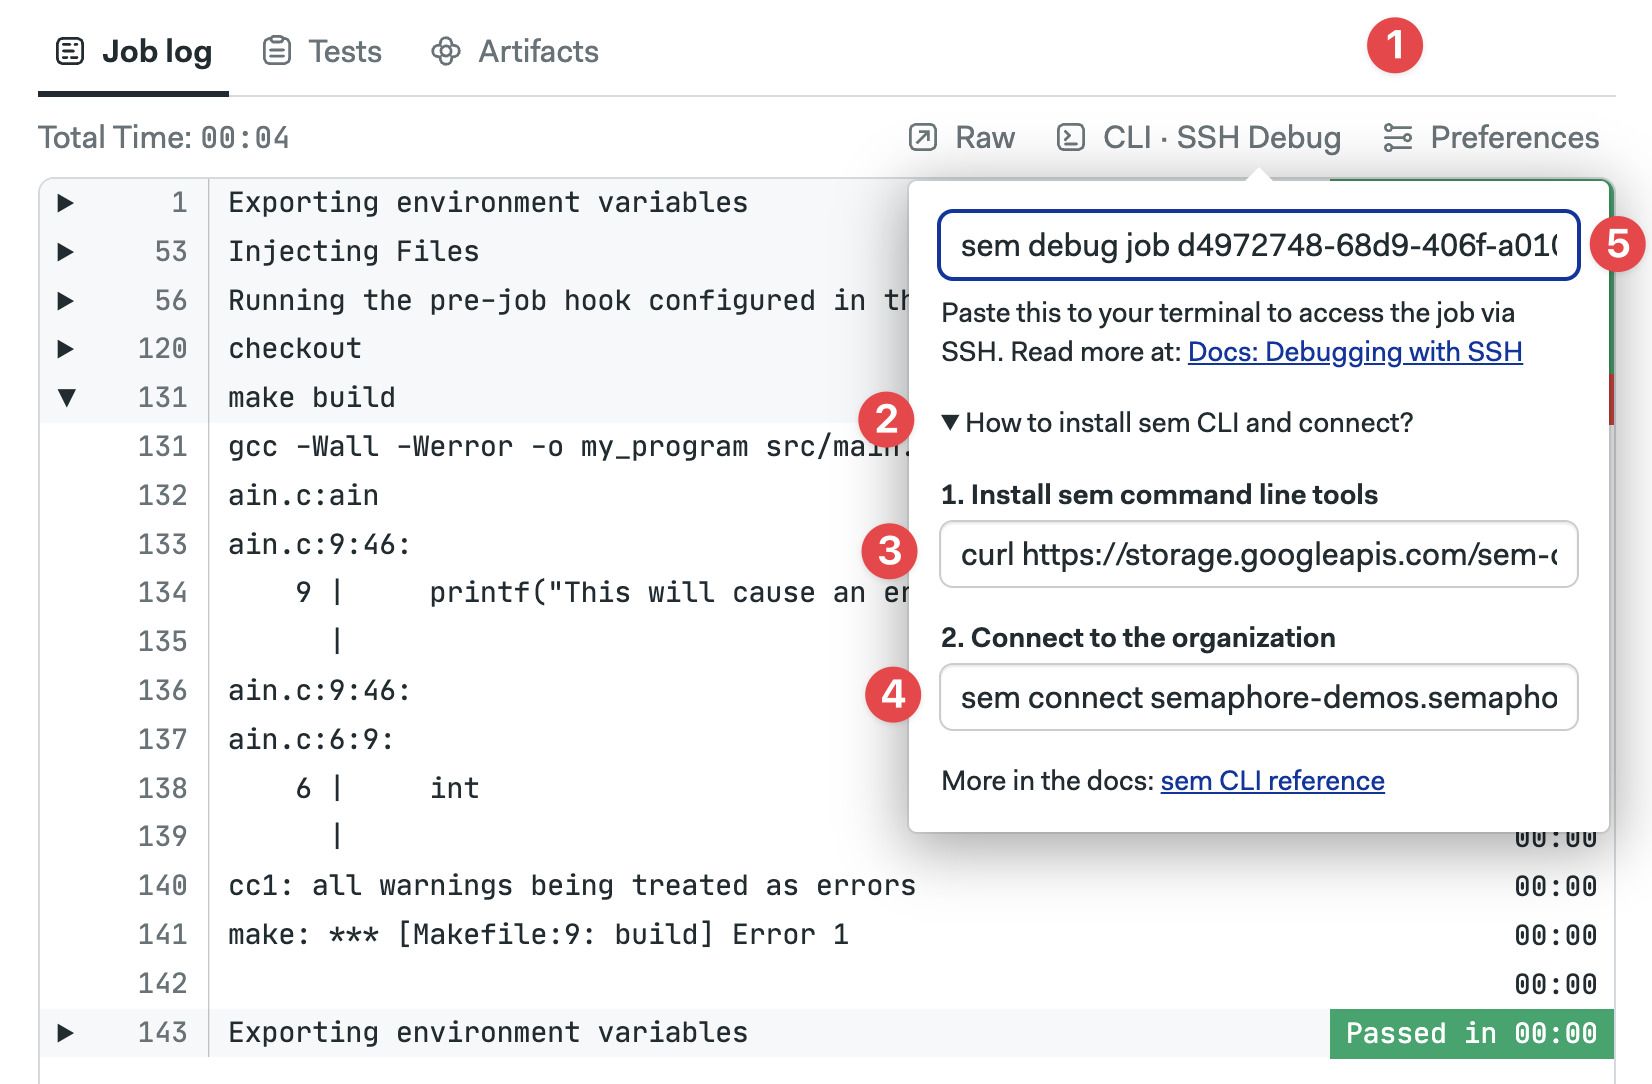 Job log Tests Artifacts 1
Total Time: 00:04 Raw CLI · SSH Debug Preferences
1 Exporting environment variables
53 Injecting Files
56 Running the pre-job hook configured in
120 checkout
131 make build
131 gcc -Wall -Werror -o my_program
132 ain.c:ain
133 ain.c:9:46:
134 9 | printf("This will cause an
135 |
136 ain.c:9:46:
137 ain.c:6:9:
138 6 | int
139 | 00:00
140 cc1: all warnings being treated as errors 00:00
141 make: *** [Makefile:9: build] Error 1 00:00
142 00:00
143 Exporting environment variables Passed in 00:00
sem debug job d4972748-68d9-406f-a01 5
Paste this to your terminal to access the job via
SSH. Read more at: Docs: Debugging with SSH
2 ▼ How to install sem CLI and connect?
1. Install sem command line tools
3 curl https://storage.googleapis.com/sem-
2. Connect to the organization
4 sem connect semaphore-demos.semapho
More in the docs: sem CLI reference